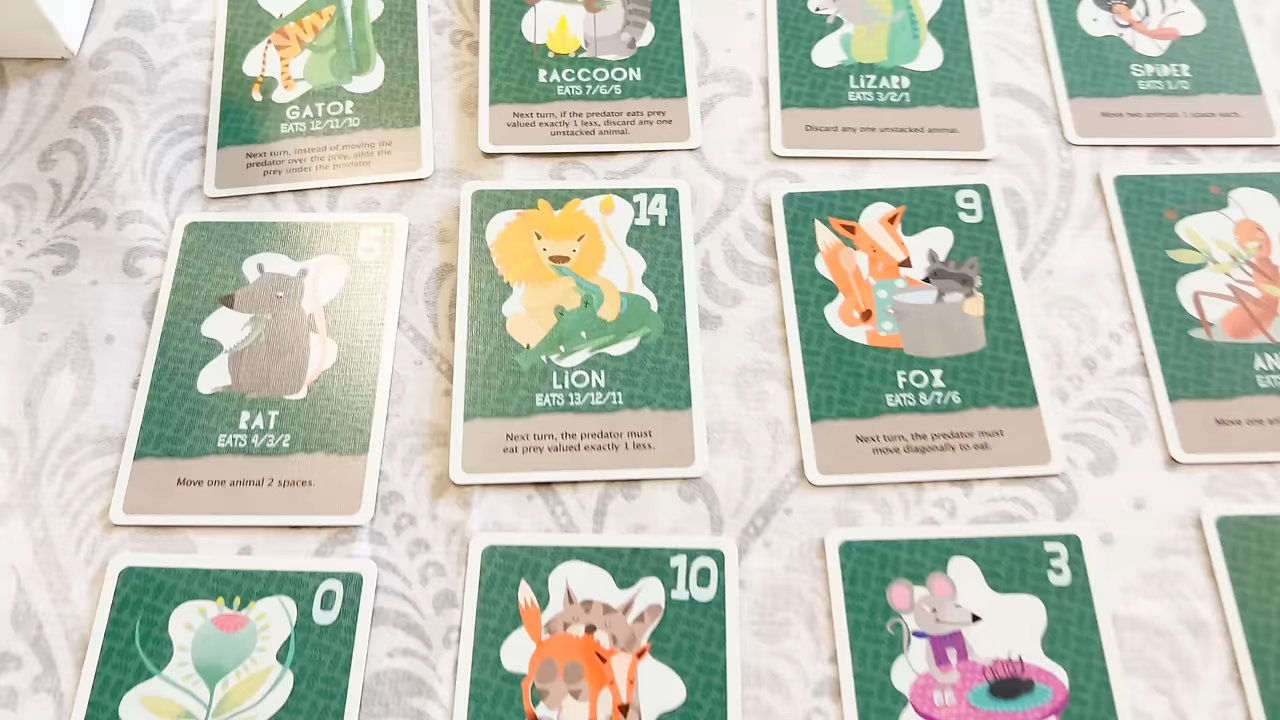 GATOR
EATS 12/11/10
Next turn, instead of moving the
predator over the prey, slide the
prey under the predator.
RACCOON
EATS 7/6/5
Next turn, if the predator eats prey
valued exactly 1 less, discard any one
unstacked animal.
LiZARD
EATS 3/2/1
Discard any one unstacked animal.
SPiDER
EATS 1/0
Move two animals 1 space each.
5
RAT
EATS 4/3/2
Move one animal 2 spaces.
14
LiON
EATS 13/12/11
Next turn, the predator must
eat prey valued exactly 1 less.
9
FOX
EATS 8/7/6
Next turn, the predator must
move diagonally to eat.
AN
EAT
Move one
0
10
3